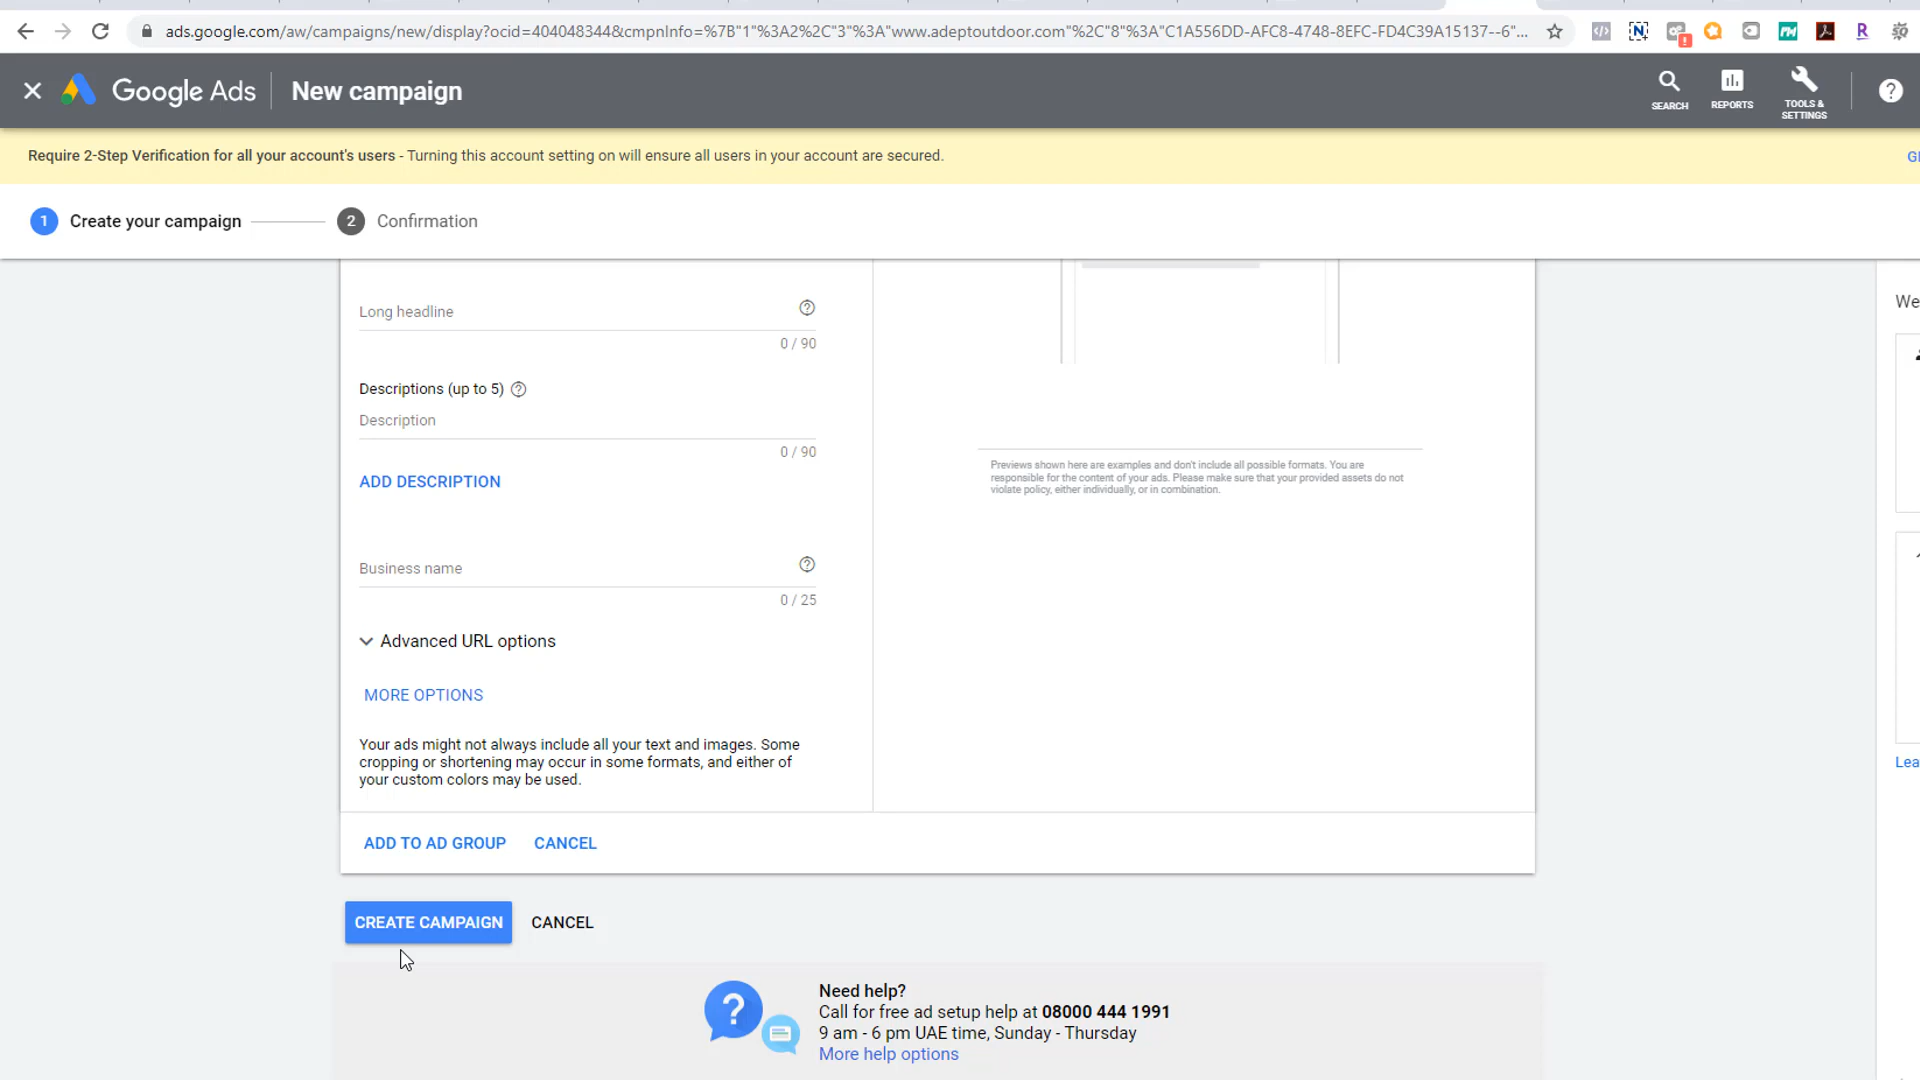 ads.google.com/aw/campaigns/new/display?ocid=404048344&cmpnInfo=%7B"1"%3A2%2C"3"%3A"www.adeptoutdoor.com"%2C"8"%3A"C1A556DD-AFC8-4748-8EFC-FD4C39A15137--6"...
Google Ads
New campaign
SEARCH
REPORTS
TOOLS &
SETTINGS
Require 2-Step Verification for all your account's users - Turning this account setting on will ensure all users in your account are secured.
1 Create your campaign
2 Confirmation
Long headline
0 / 90
Descriptions (up to 5)
Description
0 / 90
ADD DESCRIPTION
Business name
0 / 25
Advanced URL options
MORE OPTIONS
Your ads might not always include all your text and images. Some
cropping or shortening may occur in some formats, and either of
your custom colors may be used.
Previews shown here are examples and don't include all possible formats. You are
responsible for the content of your ads. Please make sure that your provided assets do not
violate policy, either individually, or in combination.
We
Lea
ADD TO AD GROUP
CANCEL
CREATE CAMPAIGN
CANCEL
Need help?
Call for free ad setup help at 08000 444 1991
9 am - 6 pm UAE time, Sunday - Thursday
More help options